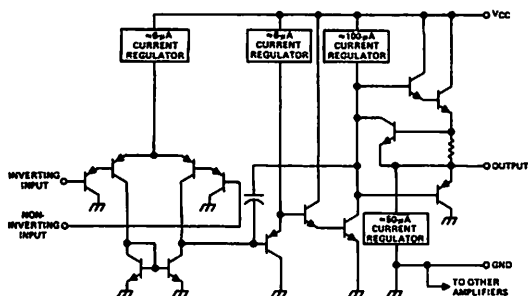 ≈6μA
CURRENT
REGULATOR
≈6μA
CURRENT
REGULATOR
≈100μA
CURRENT
REGULATOR
VCC
INVERTING
INPUT
NON-
INVERTING
INPUT
OUTPUT
≈50μA
CURRENT
REGULATOR
GND
TO OTHER
AMPLIFIERS